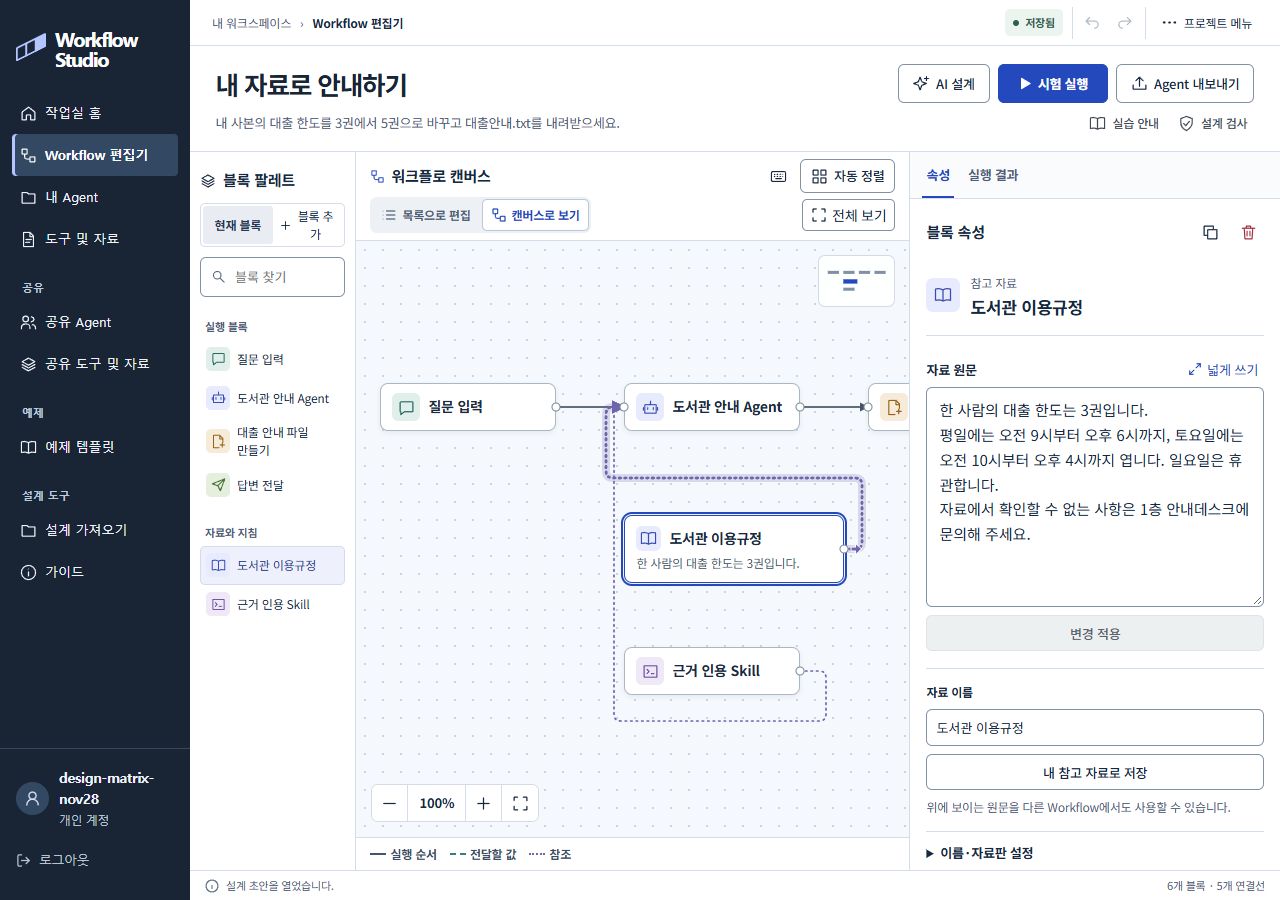 Workflow
Studio
작업실 홈
Workflow 편집기
내 Agent
도구 및 자료
공유
공유 Agent
공유 도구 및 자료
예제
예제 템플릿
설계 도구
설계 가져오기
가이드
design-matrix-
nov28
개인 계정
로그아웃
내 워크스페이스 › Workflow 편집기
저장됨
프로젝트 메뉴
내 자료로 안내하기
내 사본의 대출 한도를 3권에서 5권으로 바꾸고 대출안내.txt를 내려받으세요.
AI 설계
시험 실행
Agent 내보내기
실습 안내
설계 검사
블록 팔레트
현재 블록
블록 추
가
블록 찾기
실행 블록
질문 입력
도서관 안내 Agent
대출 안내 파일
만들기
답변 전달
자료와 지침
도서관 이용규정
근거 인용 Skill
워크플로 캔버스
자동 정렬
목록으로 편집
캔버스로 보기
전체 보기
질문 입력
도서관 안내 Agent
도서관 이용규정
한 사람의 대출 한도는 3권입니다.
근거 인용 Skill
100%
실행 순서
전달할 값
참조
속성
실행 결과
블록 속성
참고 자료
도서관 이용규정
자료 원문
넓게 쓰기
한 사람의 대출 한도는 3권입니다.
평일에는 오전 9시부터 오후 6시까지, 토요일에는
오전 10시부터 오후 4시까지 엽니다. 일요일은 휴
관합니다.
자료에서 확인할 수 없는 사항은 1층 안내데스크에
문의해 주세요.
변경 적용
자료 이름
도서관 이용규정
내 참고 자료로 저장
위에 보이는 원문을 다른 Workflow에서도 사용할 수 있습니다.
이름·자료판 설정
설계 초안을 열었습니다.
6개 블록 · 5개 연결선